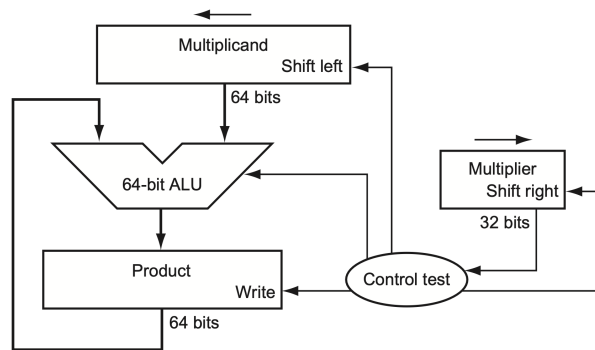 Multiplicand
Shift left
64 bits
64-bit ALU
Multiplier
Shift right
32 bits
Product
Write
Control test
64 bits